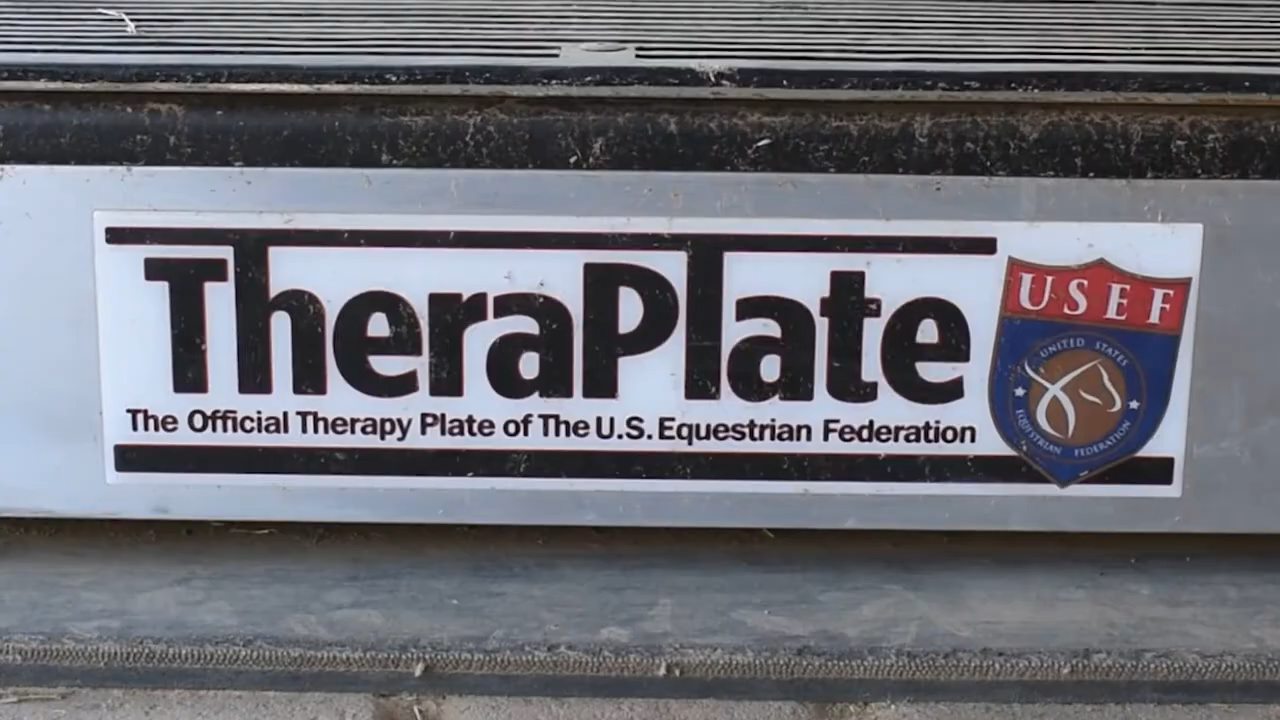 TheraPlate
The Official Therapy Plate of The U.S. Equestrian Federation
USEF
UNITED STATES
EQUESTRIAN FEDERATION